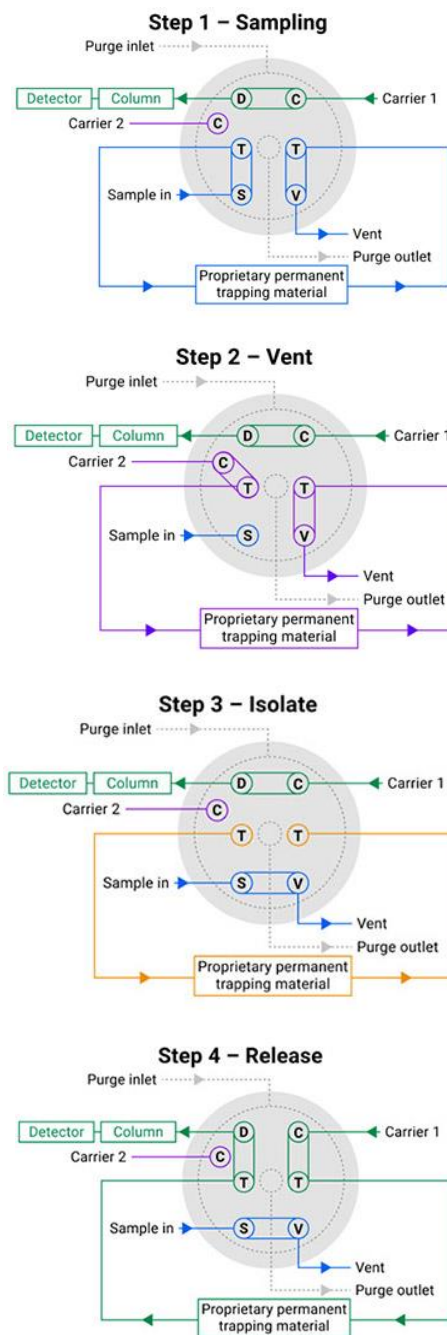 Step 1 – Sampling
Purge inlet
Detector Column D C Carrier 1
Carrier 2 C
T T
Sample in S V
Vent
Purge outlet
Proprietary permanent
trapping material
Step 2 – Vent
Purge inlet
Detector Column D C Carrier 1
Carrier 2 C
T T
Sample in S V
Vent
Purge outlet
Proprietary permanent
trapping material
Step 3 – Isolate
Purge inlet
Detector Column D C Carrier 1
Carrier 2 C
T T
Sample in S V
Vent
Purge outlet
Proprietary permanent
trapping material
Step 4 – Release
Purge inlet
Detector Column D C Carrier 1
Carrier 2 C
T T
Sample in S V
Vent
Purge outlet
Proprietary permanent
trapping material